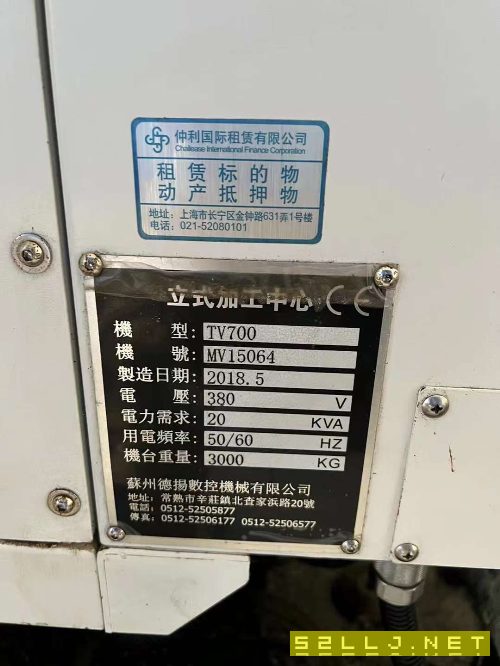 仲利国际租赁有限公司
Chailease International Finance Corporation
租赁标的物
动产抵押物
地址：上海市长宁区金钟路631弄1号楼
电话：021-52080101
立式加工中心 CE
機 型: TV700
機 號: MV15064
製造日期: 2018.5
電 壓: 380 V
電力需求: 20 KVA
用電頻率: 50/60 HZ
機台重量: 3000 KG
蘇州德揚數控機械有限公司
地址: 常熟市辛莊鎮北查家浜路20號
電話: 0512-52505877
傳真: 0512-52506177 0512-52506577
52LLJ.NET